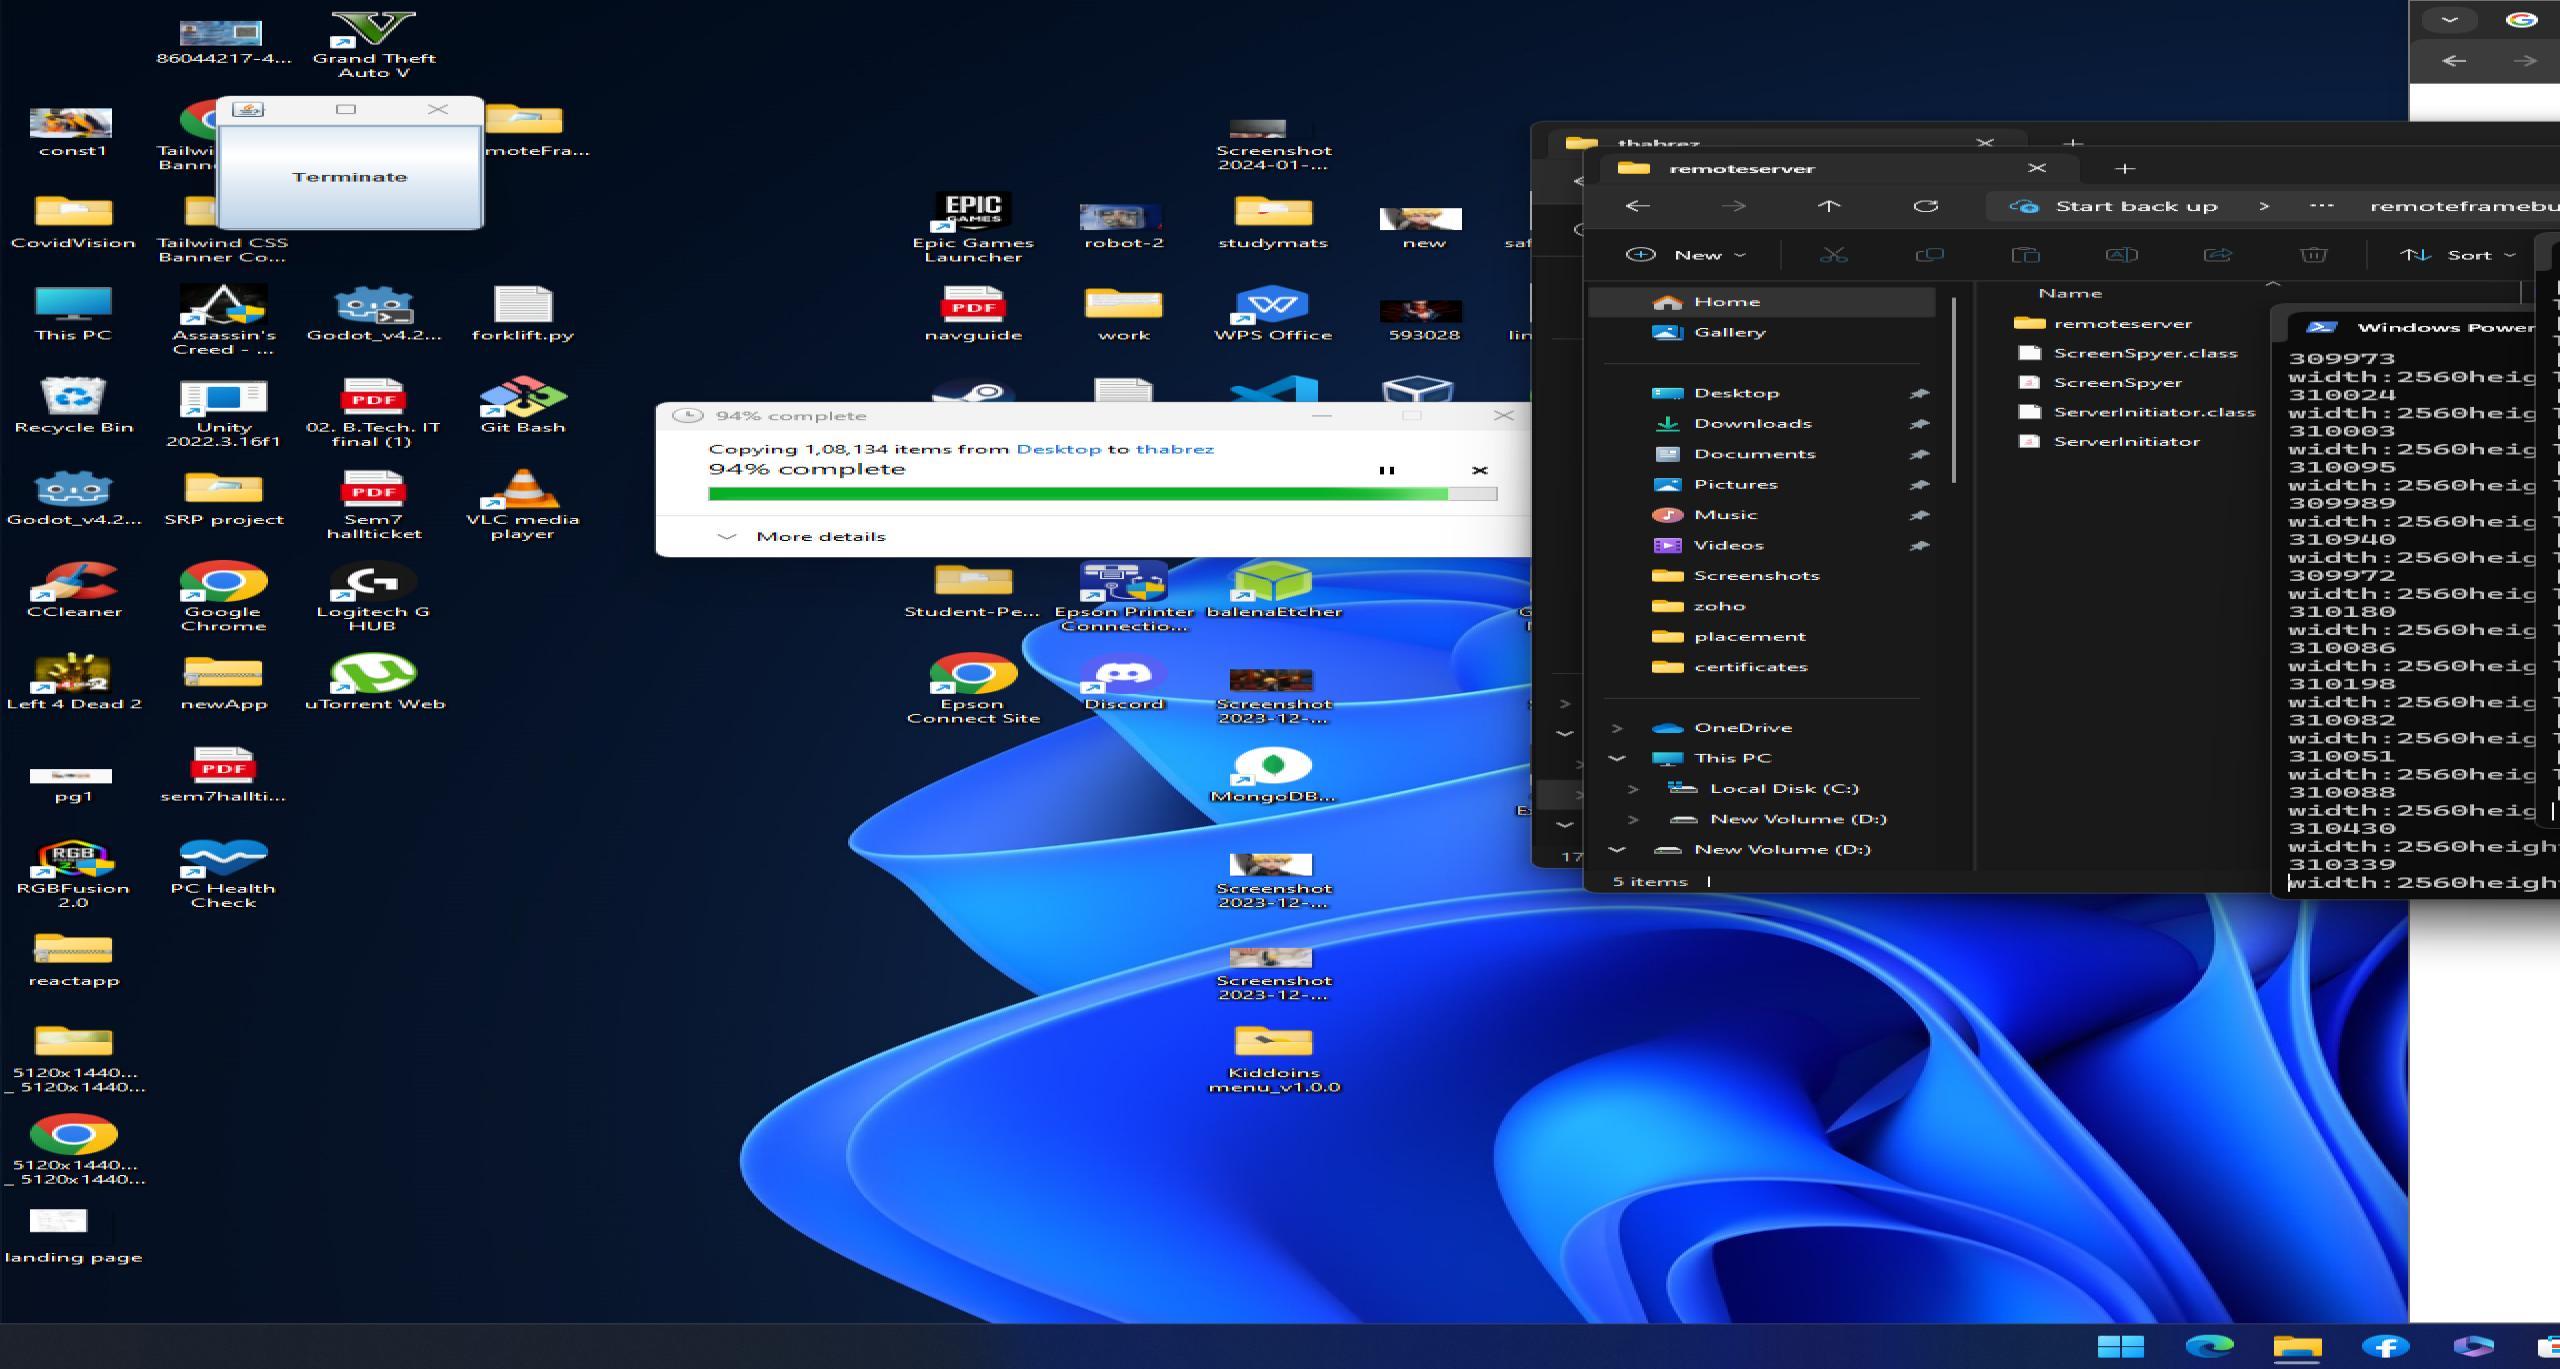 86044217-4...
Grand Theft
Auto V
const1
Tailwi
Bann
Terminate
moteFra...
CovidVision
Tailwind CSS
Banner Co...
This PC
Assassin's
Creed - ...
Godot_v4.2...
forklift.py
Recycle Bin
Unity
2022.3.16f1
02. B.Tech. IT
final (1)
Git Bash
Godot_v4.2...
SRP project
Sem7
hallticket
VLC media
player
CCleaner
Google
Chrome
Logitech G
HUB
Left 4 Dead 2
newApp
uTorrent Web
pg1
sem7hallti...
RGBFusion
2.0
PC Health
Check
reactapp
5120x1440...
_ 5120x1440...
5120x1440...
_ 5120x1440...
landing page
Screenshot
2024-01-...
Epic Games
Launcher
robot-2
studymats
new
saf
navguide
work
WPS Office
593028
lin
94% complete
Copying 1,08,134 items from Desktop to thabrez
94% complete
More details
Student-Pe...
Epson Printer
Connectio...
balenaEtcher
Epson
Connect Site
Discord
Screenshot
2023-12-...
MongoDB...
Screenshot
2023-12-...
Screenshot
2023-12-...
Kiddoins
menu_v1.0.0
thabrez
17
remoteserver
Start back up > ... remoteframebu
New
Sort
Home
Gallery
Desktop
Downloads
Documents
Pictures
Music
Videos
Screenshots
zoho
placement
certificates
OneDrive
This PC
Local Disk (C:)
New Volume (D:)
New Volume (D:)
5 items
Name
remoteserver
ScreenSpyer.class
ScreenSpyer
ServerInitiator.class
ServerInitiator
Windows Power
309973
width:2560heig
310024
width:2560heig
310003
width:2560heig
310095
width:2560heig
309989
width:2560heig
310940
width:2560heig
309972
width:2560heig
310180
width:2560heig
310086
width:2560heig
310198
width:2560heig
310082
width:2560heig
310051
width:2560heig
310088
width:2560heig
310430
width:2560heigh
310339
width:2560heigh